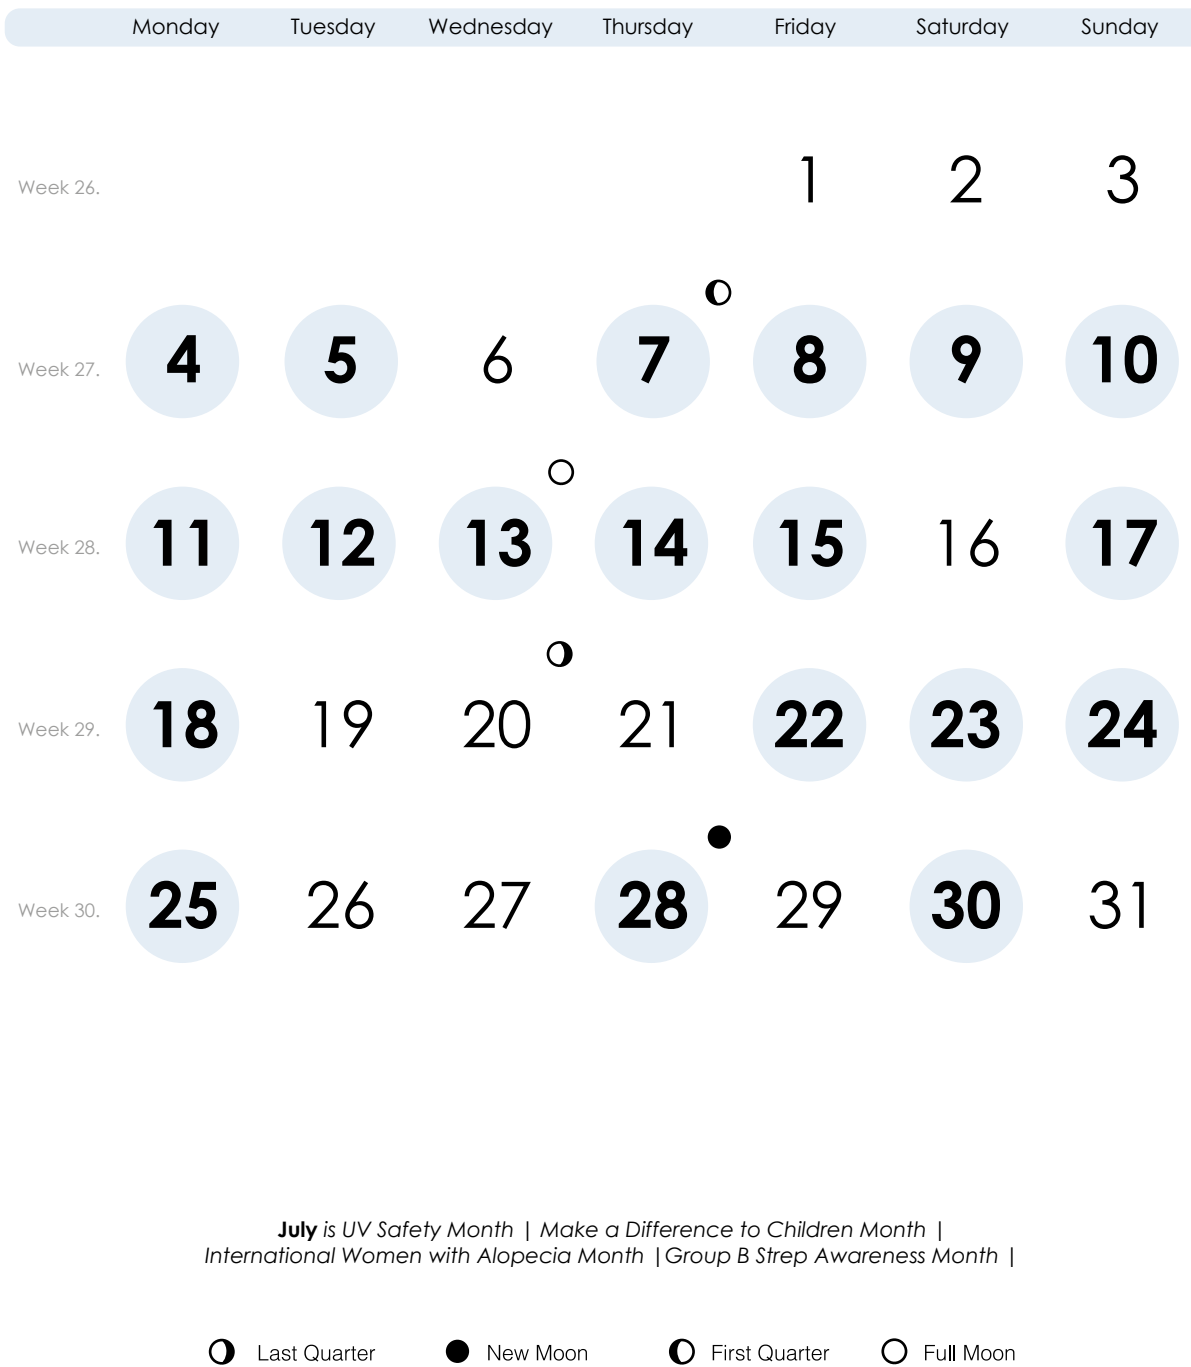 Monday Tuesday Wednesday Thursday Friday Saturday Sunday
Week 26. 1 2 3
Week 27. 4 5 6 7 8 9 10
Week 28. 11 12 13 14 15 16 17
Week 29. 18 19 20 21 22 23 24
Week 30. 25 26 27 28 29 30 31
July is UV Safety Month | Make a Difference to Children Month |
International Women with Alopecia Month |Group B Strep Awareness Month |
Last Quarter New Moon First Quarter Full Moon